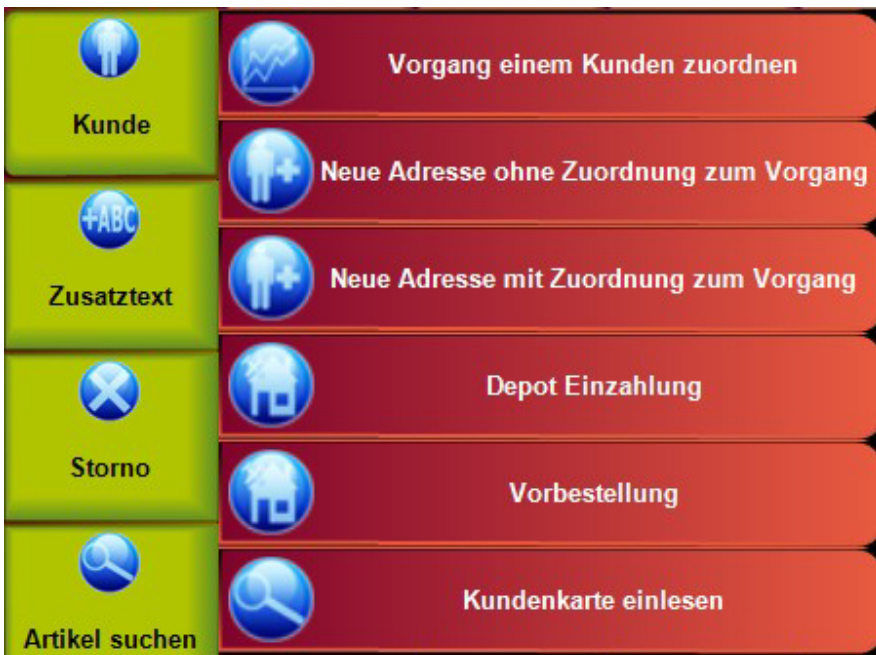 Kunde
+ABC
Zusatztext
Storno
Artikel suchen
Vorgang einem Kunden zuordnen
Neue Adresse ohne Zuordnung zum Vorgang
Neue Adresse mit Zuordnung zum Vorgang
Depot Einzahlung
Vorbestellung
Kundenkarte einlesen